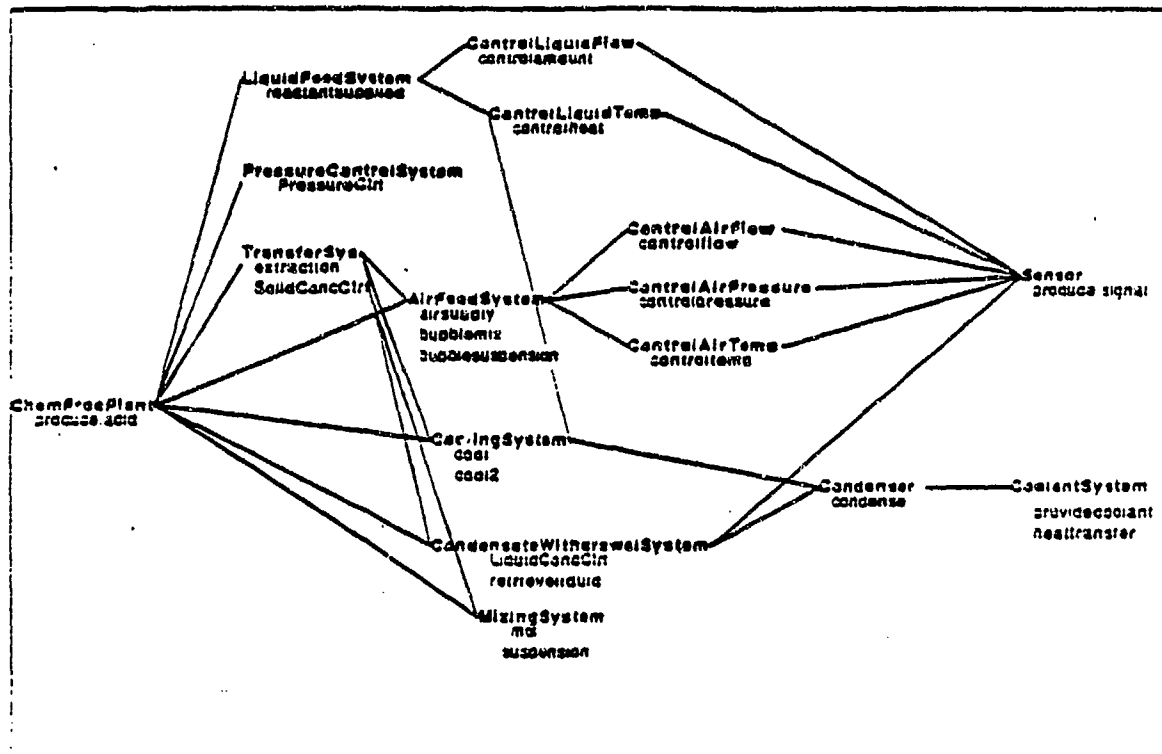 ControlLiquidFlow
controlamount
LiquidFeedSystem
reactantsupplied
ControlLiquidTemp
controlheat
PressureControlSystem
PressureCtrl
TransferSys
extraction
SolidConcCtrl
ControlAirFlow
controlflow
AirFeedSystem
airsupply
bubblemix
bubblesuspension
ControlAirPressure
controlpressure
Sensor
produce.signal
ControlAirTemp
controltemp
ChemProcPlant
produce.acid
cool
cool2
Condenser
condense
CoolantSystem
providecoolant
heattransfer
CondensateWitherawalSystem
LiquidConcCtrl
retrieveliquid
MixingSystem
mix
suspension